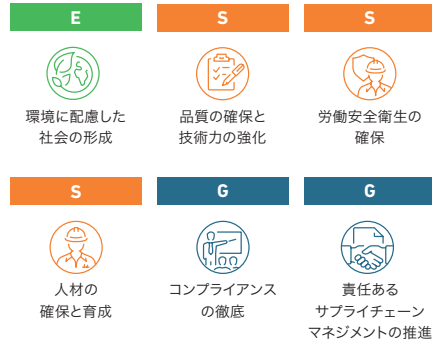 E
環境に配慮した
社会の形成
S
品質の確保と
技術力の強化
S
労働安全衛生の
確保
S
人材の
確保と育成
G
コンプライアンス
の徹底
G
責任ある
サプライチェーン
マネジメントの推進